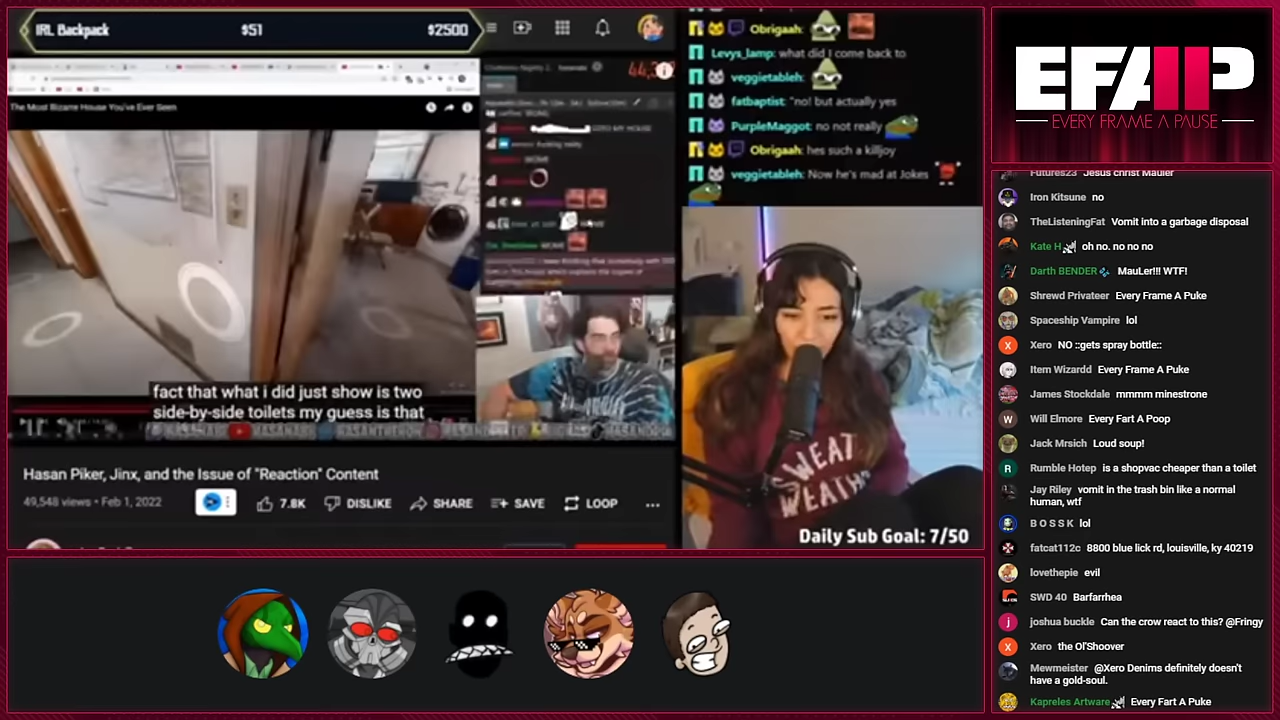 IRL Backpack $51 $2500
The Most Bizarre House You've Ever Seen
fact that what i did just show is two
side-by-side toilets my guess is that
Hasan Piker, Jinx, and the Issue of "Reaction" Content
49,548 views • Feb 1, 2022
7.8K DISLIKE SHARE SAVE LOOP ...
Obrigaah:
Levys_lamp: what did I come back to
veggietableh:
fatbaptist: "no! but actually yes
PurpleMaggot: no not really
Obrigaah: hes such a killjoy
veggietableh: Now he's mad at Jokes
SWEAT
WEATHER
Daily Sub Goal: 7/50
EFAP
EVERY FRAME A PAUSE
Futures23 Jesus christ Mauler
Iron Kitsune no
TheListeningFat Vomit into a garbage disposal
Kate H oh no. no no no
Darth BENDER MauLer!!! WTF!
Shrewd Privateer Every Frame A Puke
Spaceship Vampire lol
X
Xero NO ::gets spray bottle::
Item Wizardd Every Frame A Puke
James Stockdale mmmm minestrone
W
Will Elmore Every Fart A Poop
Jack Mrsich Loud soup!
R
Rumble Hotep is a shopvac cheaper than a toilet
Jay Riley vomit in the trash bin like a normal
human, wtf
B O S S K lol
fatcat112c 8800 blue lick rd, louisville, ky 40219
lovethepie evil
SWD 40 Barfarrhea
j
joshua buckle Can the crow react to this? @Fringy
X
Xero the Ol'Shoover
Mewmeister @Xero Denims definitely doesn't
have a gold-soul.
Kapreles Artware Every Fart A Puke